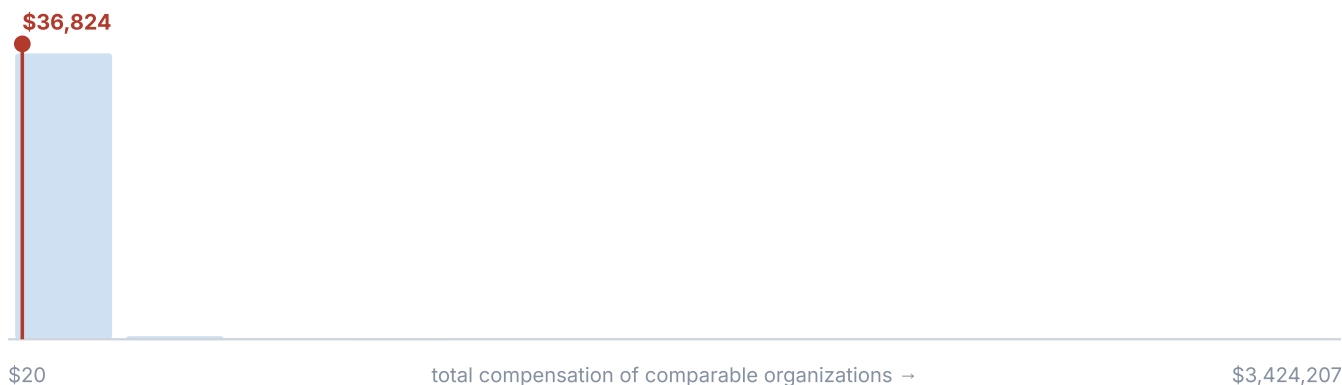 $36,824
$20 total compensation of comparable organizations → $3,424,207